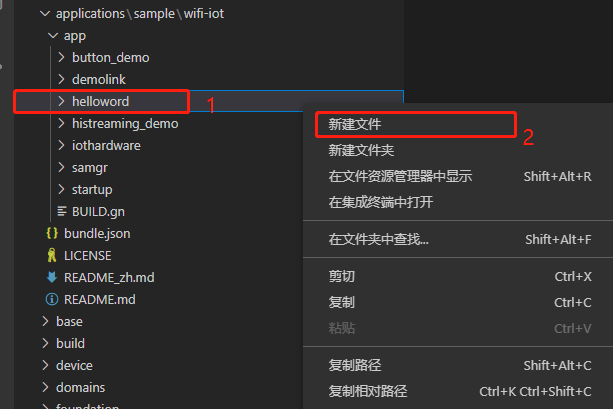 applications\sample\wifi-iot
app
button_demo
demolink
helloword
1
histreaming_demo
iothardware
samgr
startup
BUILD.gn
bundle.json
LICENSE
README_zh.md
README.md
base
build
device
domains
foundation
新建文件
2
新建文件夹
在文件资源管理器中显示 Shift+Alt+R
在集成终端中打开
在文件夹中查找... Shift+Alt+F
剪切 Ctrl+X
复制 Ctrl+C
粘贴 Ctrl+V
复制路径 Shift+Alt+C
复制相对路径 Ctrl+K Ctrl+Shift+C